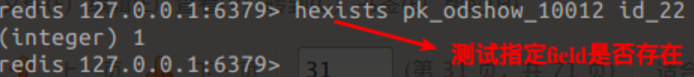 redis 127.0.0.1:6379> hexists pk_odshow_10012 id_22
(integer) 1
测试指定field是否存在
redis 127.0.0.1:6379>
31